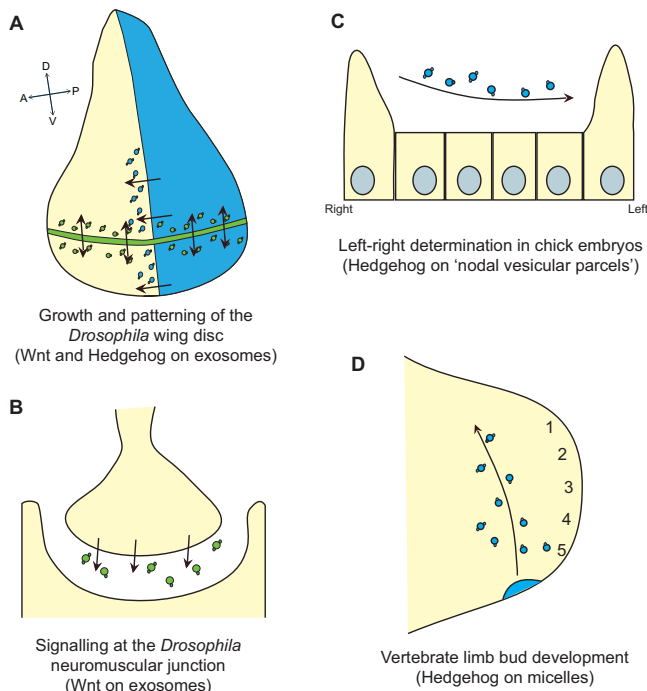 A
D
A
P
V
Growth and patterning of the
Drosophila wing disc
(Wnt and Hedgehog on exosomes)
B
Signalling at the Drosophila
neuromuscular junction
(Wnt on exosomes)
C
Right
Left
Left-right determination in chick embryos
(Hedgehog on ‘nodal vesicular parcels’)
D
1
2
3
4
5
Vertebrate limb bud development
(Hedgehog on micelles)